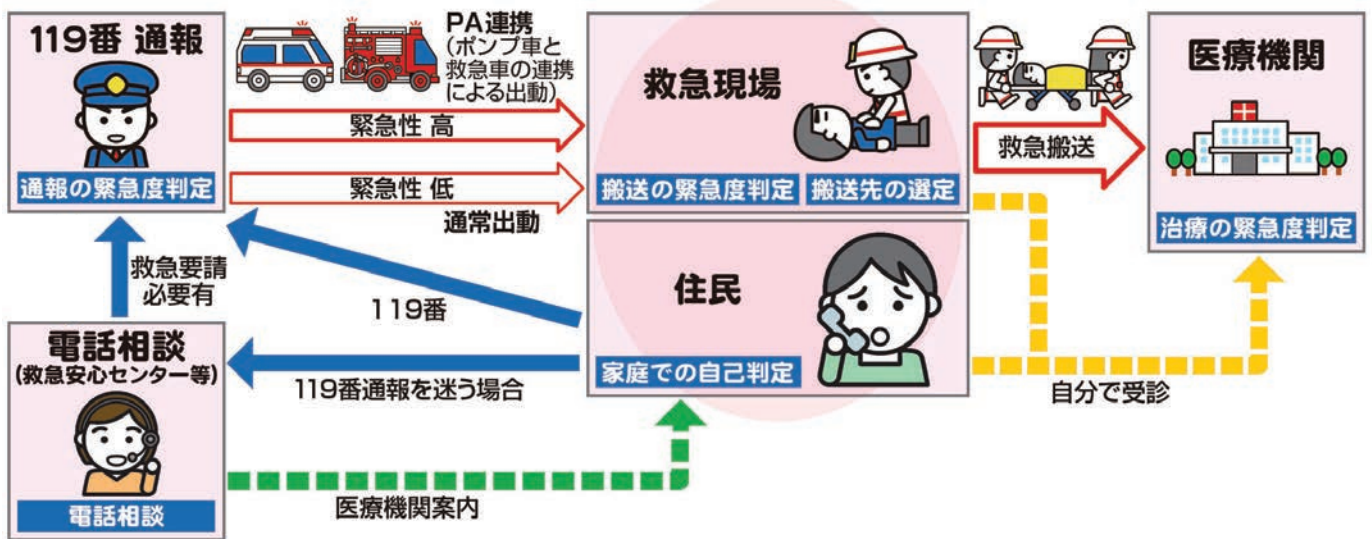 119番 通報
通報の緊急度判定
PA連携
(ポンプ車と
救急車の連携
による出動)
緊急性 高
緊急性 低
通常出動
救急現場
搬送の緊急度判定
搬送先の選定
救急搬送
医療機関
治療の緊急度判定
救急要請
必要有
119番
住民
家庭での自己判定
電話相談
(救急安心センター等)
電話相談
119番通報を迷う場合
自分で受診
医療機関案内